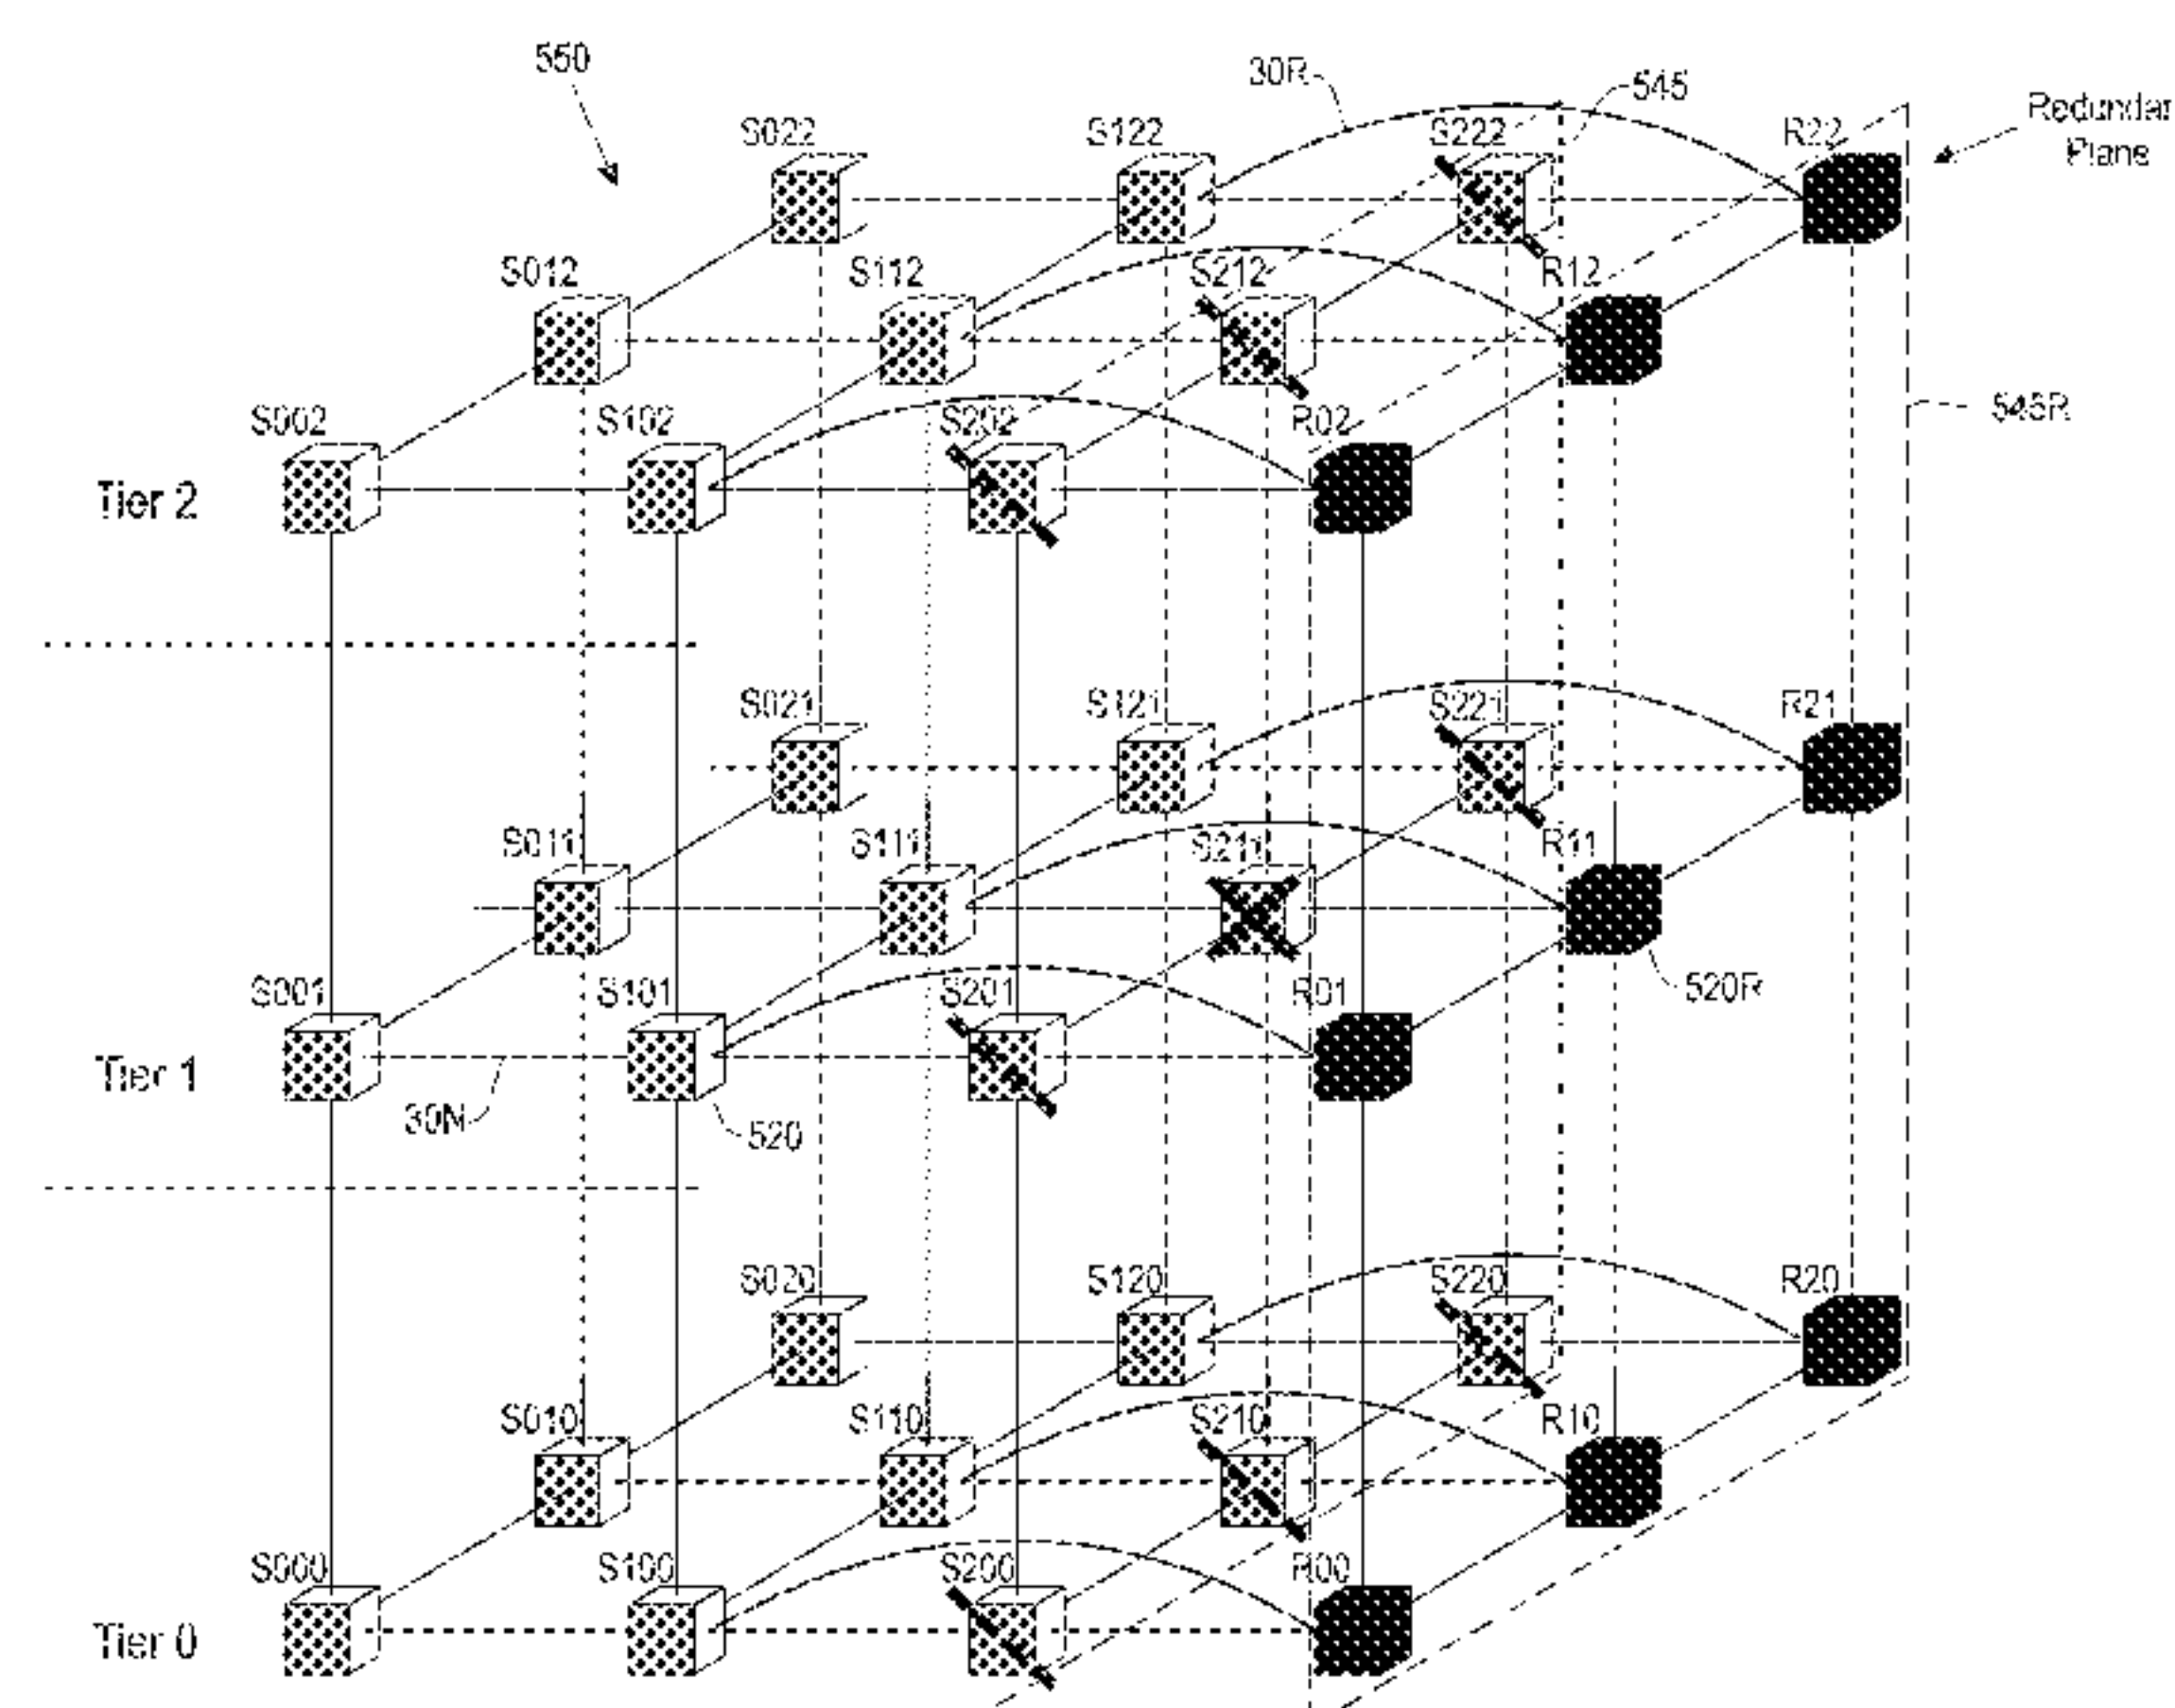 550
30R
545
Redundar
Plane
S022
S122
S222
R22
S012
S112
S212
R12
S002
S102
S202
R02
545R
Tier 2
S021
S121
S221
R21
S011
S111
S211
R11
S001
S101
S201
R01
520R
Tier 1
30N
520
S020
S120
S220
R20
S010
S110
S210
R10
S000
S100
S200
R00
Tier 0